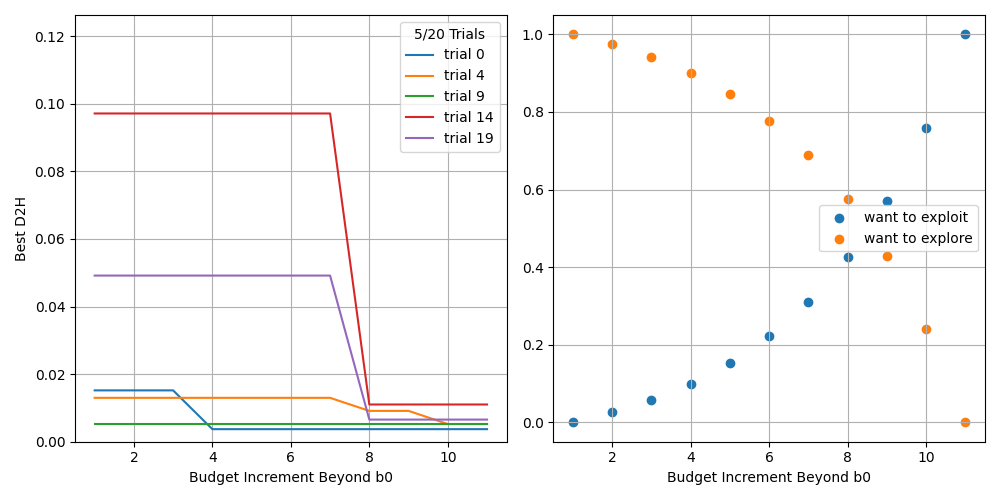 5/20 Trials
trial 0
trial 4
trial 9
trial 14
trial 19
0.12
0.10
0.08
0.06
0.04
0.02
0.00
Best D2H
2 4 6 8 10
Budget Increment Beyond b0
want to exploit
want to explore
1.0
0.8
0.6
0.4
0.2
0.0
2 4 6 8 10
Budget Increment Beyond b0